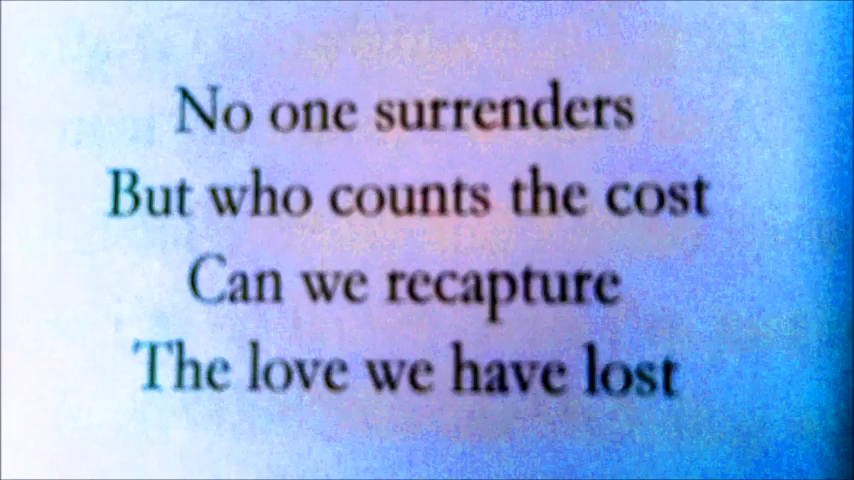 No one surrenders
But who counts the cost
Can we recapture
The love we have lost